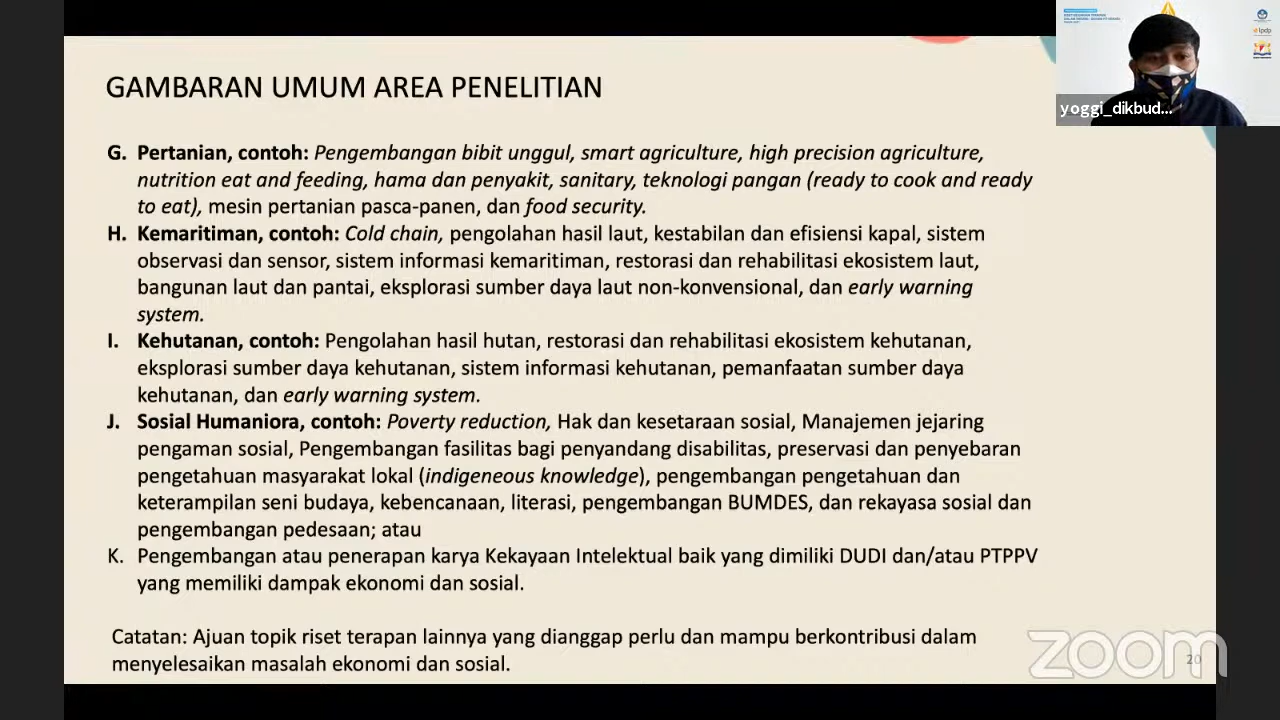 GAMBARAN UMUM AREA PENELITIAN
G. Pertanian, contoh: Pengembangan bibit unggul, smart agriculture, high precision agriculture,
nutrition eat and feeding, hama dan penyakit, sanitary, teknologi pangan (ready to cook and ready
to eat), mesin pertanian pasca-panen, dan food security.
H. Kemaritiman, contoh: Cold chain, pengolahan hasil laut, kestabilan dan efisiensi kapal, sistem
observasi dan sensor, sistem informasi kemaritiman, restorasi dan rehabilitasi ekosistem laut,
bangunan laut dan pantai, eksplorasi sumber daya laut non-konvensional, dan early warning
system.
I. Kehutanan, contoh: Pengolahan hasil hutan, restorasi dan rehabilitasi ekosistem kehutanan,
eksplorasi sumber daya kehutanan, sistem informasi kehutanan, pemanfaatan sumber daya
kehutanan, dan early warning system.
J. Sosial Humaniora, contoh: Poverty reduction, Hak dan kesetaraan sosial, Manajemen jejaring
pengaman sosial, Pengembangan fasilitas bagi penyandang disabilitas, preservasi dan penyebaran
pengetahuan masyarakat lokal (indigeneous knowledge), pengembangan pengetahuan dan
keterampilan seni budaya, kebencanaan, literasi, pengembangan BUMDES, dan rekayasa sosial dan
pengembangan pedesaan; atau
K. Pengembangan atau penerapan karya Kekayaan Intelektual baik yang dimiliki DUDI dan/atau PTPPV
yang memiliki dampak ekonomi dan sosial.
Catatan: Ajuan topik riset terapan lainnya yang dianggap perlu dan mampu berkontribusi dalam
menyelesaikan masalah ekonomi dan sosial.
20
zoom
yoggi_dikbud...
lpdp